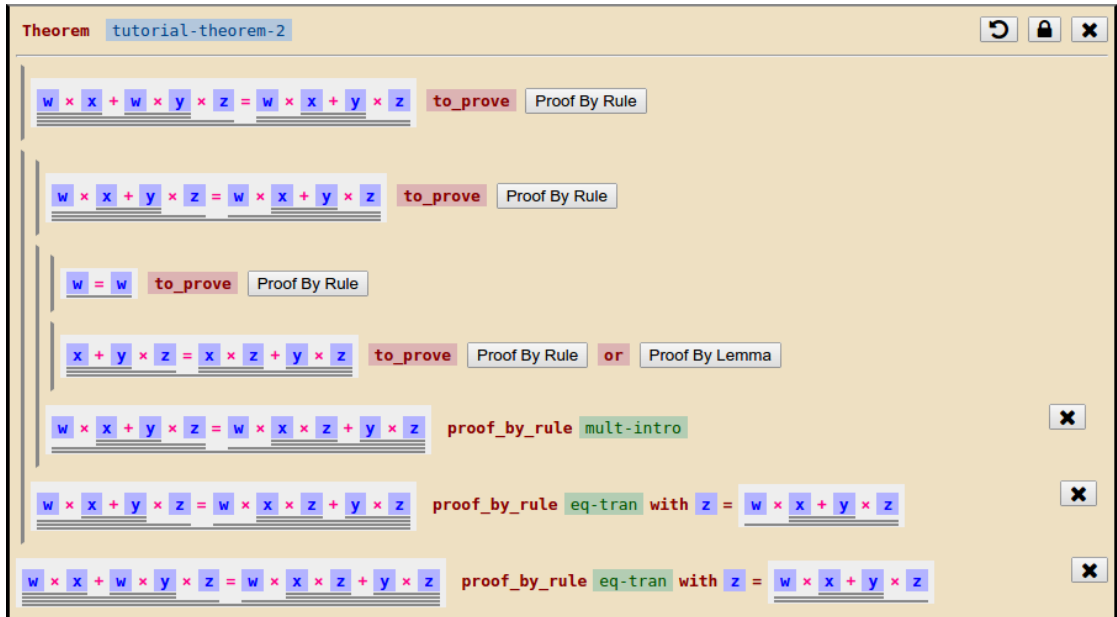 Theorem tutorial-theorem-2
w × x + w × y × z = w × x + y × z to_prove Proof By Rule
w × x + y × z = w × x + y × z to_prove Proof By Rule
w = w to_prove Proof By Rule
x + y × z = x × z + y × z to_prove Proof By Rule or Proof By Lemma
w × x + y × z = w × x × z + y × z proof_by_rule mult-intro
w × x + y × z = w × x × z + y × z proof_by_rule eq-tran with z = w × x + y × z
w × x + w × y × z = w × x × z + y × z proof_by_rule eq-tran with z = w × x + y × z